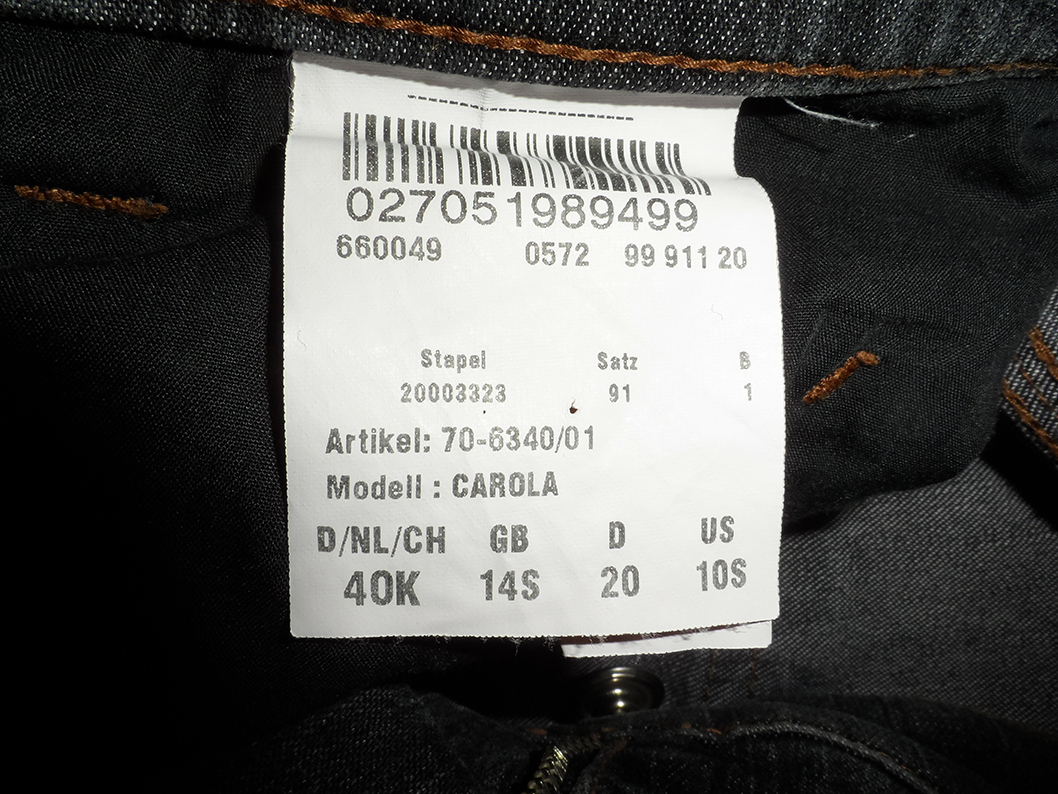 027051989499
660049 0572 99 911 20
Stapel Satz B
20003323 91 1
Artikel: 70-6340/01
Modell : CAROLA
D/NL/CH GB D US
40K 14S 20 10S